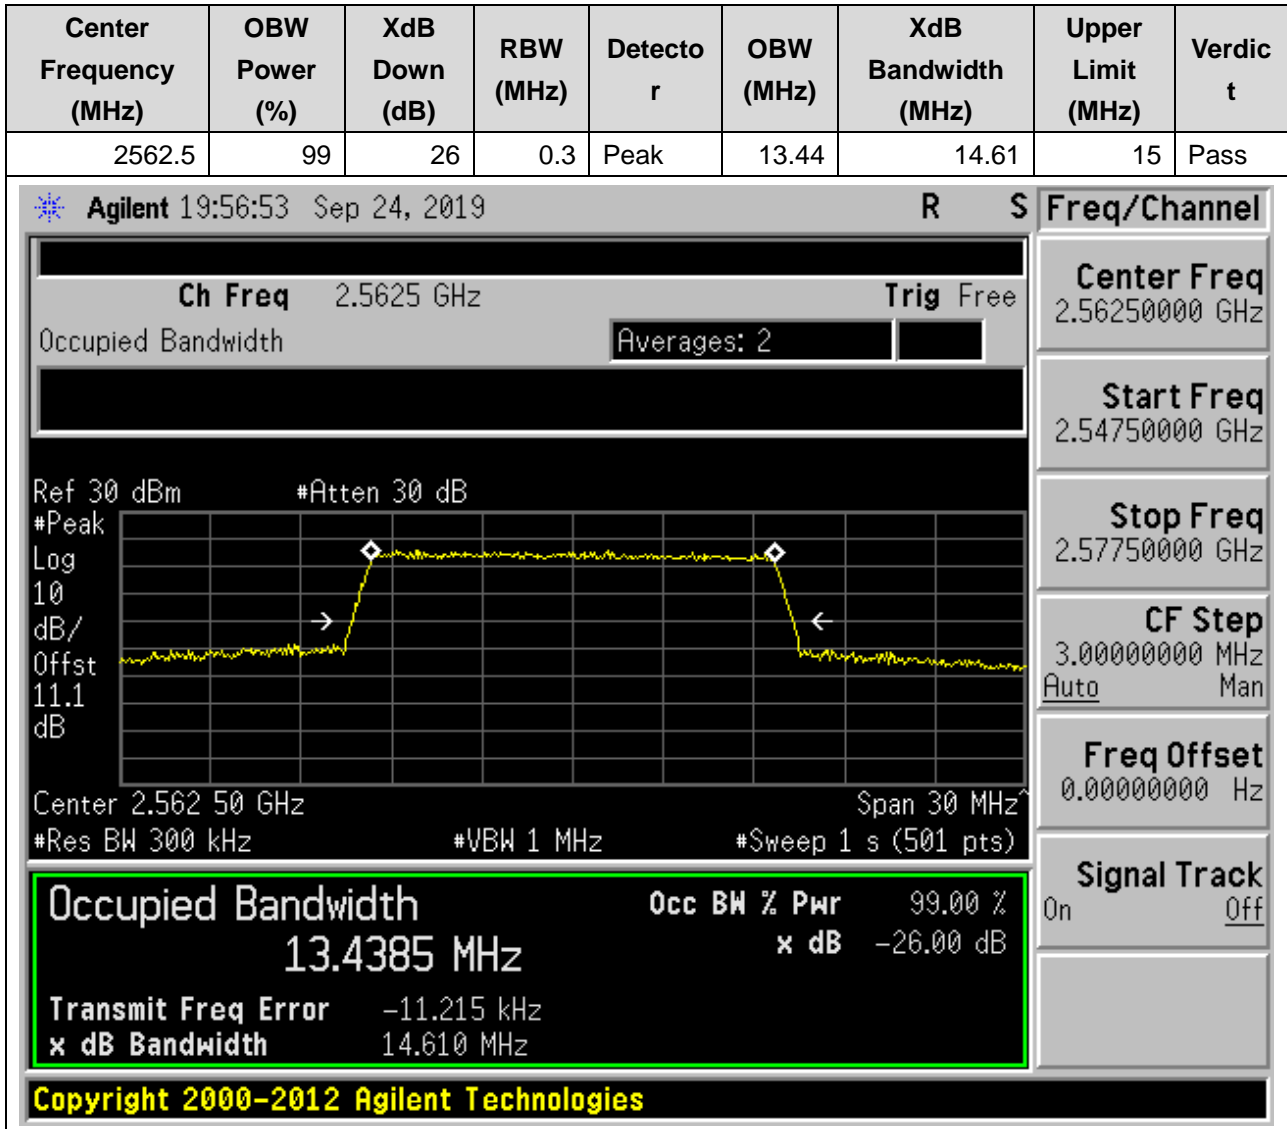 Center Frequency (MHz) OBW Power (%) XdB Down (dB) RBW (MHz) Detector OBW (MHz) XdB Bandwidth (MHz) Upper Limit (MHz) Verdict
2562.5 99 26 0.3 Peak 13.44 14.61 15 Pass
Agilent 19:56:53 Sep 24, 2019 R S
Freq/Channel
Ch Freq 2.5625 GHz Trig Free
Occupied Bandwidth Averages: 2
Center Freq
2.56250000 GHz
Start Freq
2.54750000 GHz
Stop Freq
2.57750000 GHz
CF Step
3.00000000 MHz
Auto Man
Freq Offset
0.00000000 Hz
Signal Track
On Off
Ref 30 dBm #Atten 30 dB
#Peak
Log
10
dB/
Offst
11.1
dB
Center 2.562 50 GHz Span 30 MHz^
#Res BW 300 kHz #VBW 1 MHz #Sweep 1 s (501 pts)
Occupied Bandwidth Occ BW % Pwr 99.00 %
13.4385 MHz x dB -26.00 dB
Transmit Freq Error -11.215 kHz
x dB Bandwidth 14.610 MHz
Copyright 2000-2012 Agilent Technologies